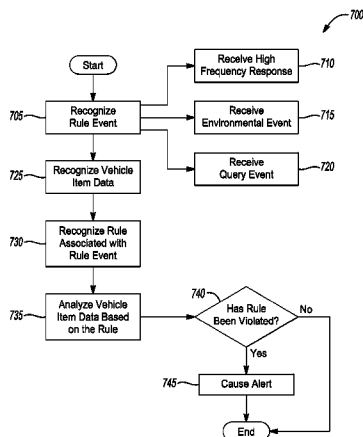 700
Start
705
Recognize
Rule Event
Receive High
Frequency Response
710
Receive
Environmental Event
715
Receive
Query Event
720
725
Recognize Vehicle
Item Data
730
Recognize Rule
Associated with
Rule Event
735
Analyze Vehicle
Item Data Based
on the Rule
740
Has Rule
Been Violated?
No
Yes
745
Cause Alert
End